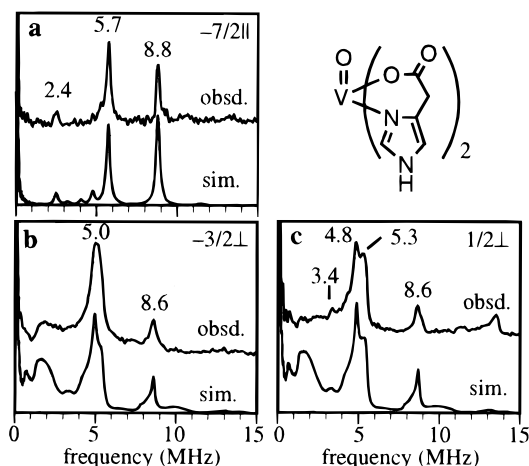 a
−7/2||
5.7
8.8
2.4
obsd.
sim.
O
V
O
O
N
N
H
2
b
−3/2⊥
5.0
8.6
obsd.
sim.
0 5 10 15
frequency (MHz)
c
1/2⊥
4.8
5.3
3.4
8.6
obsd.
sim.
0 5 10 15
frequency (MHz)